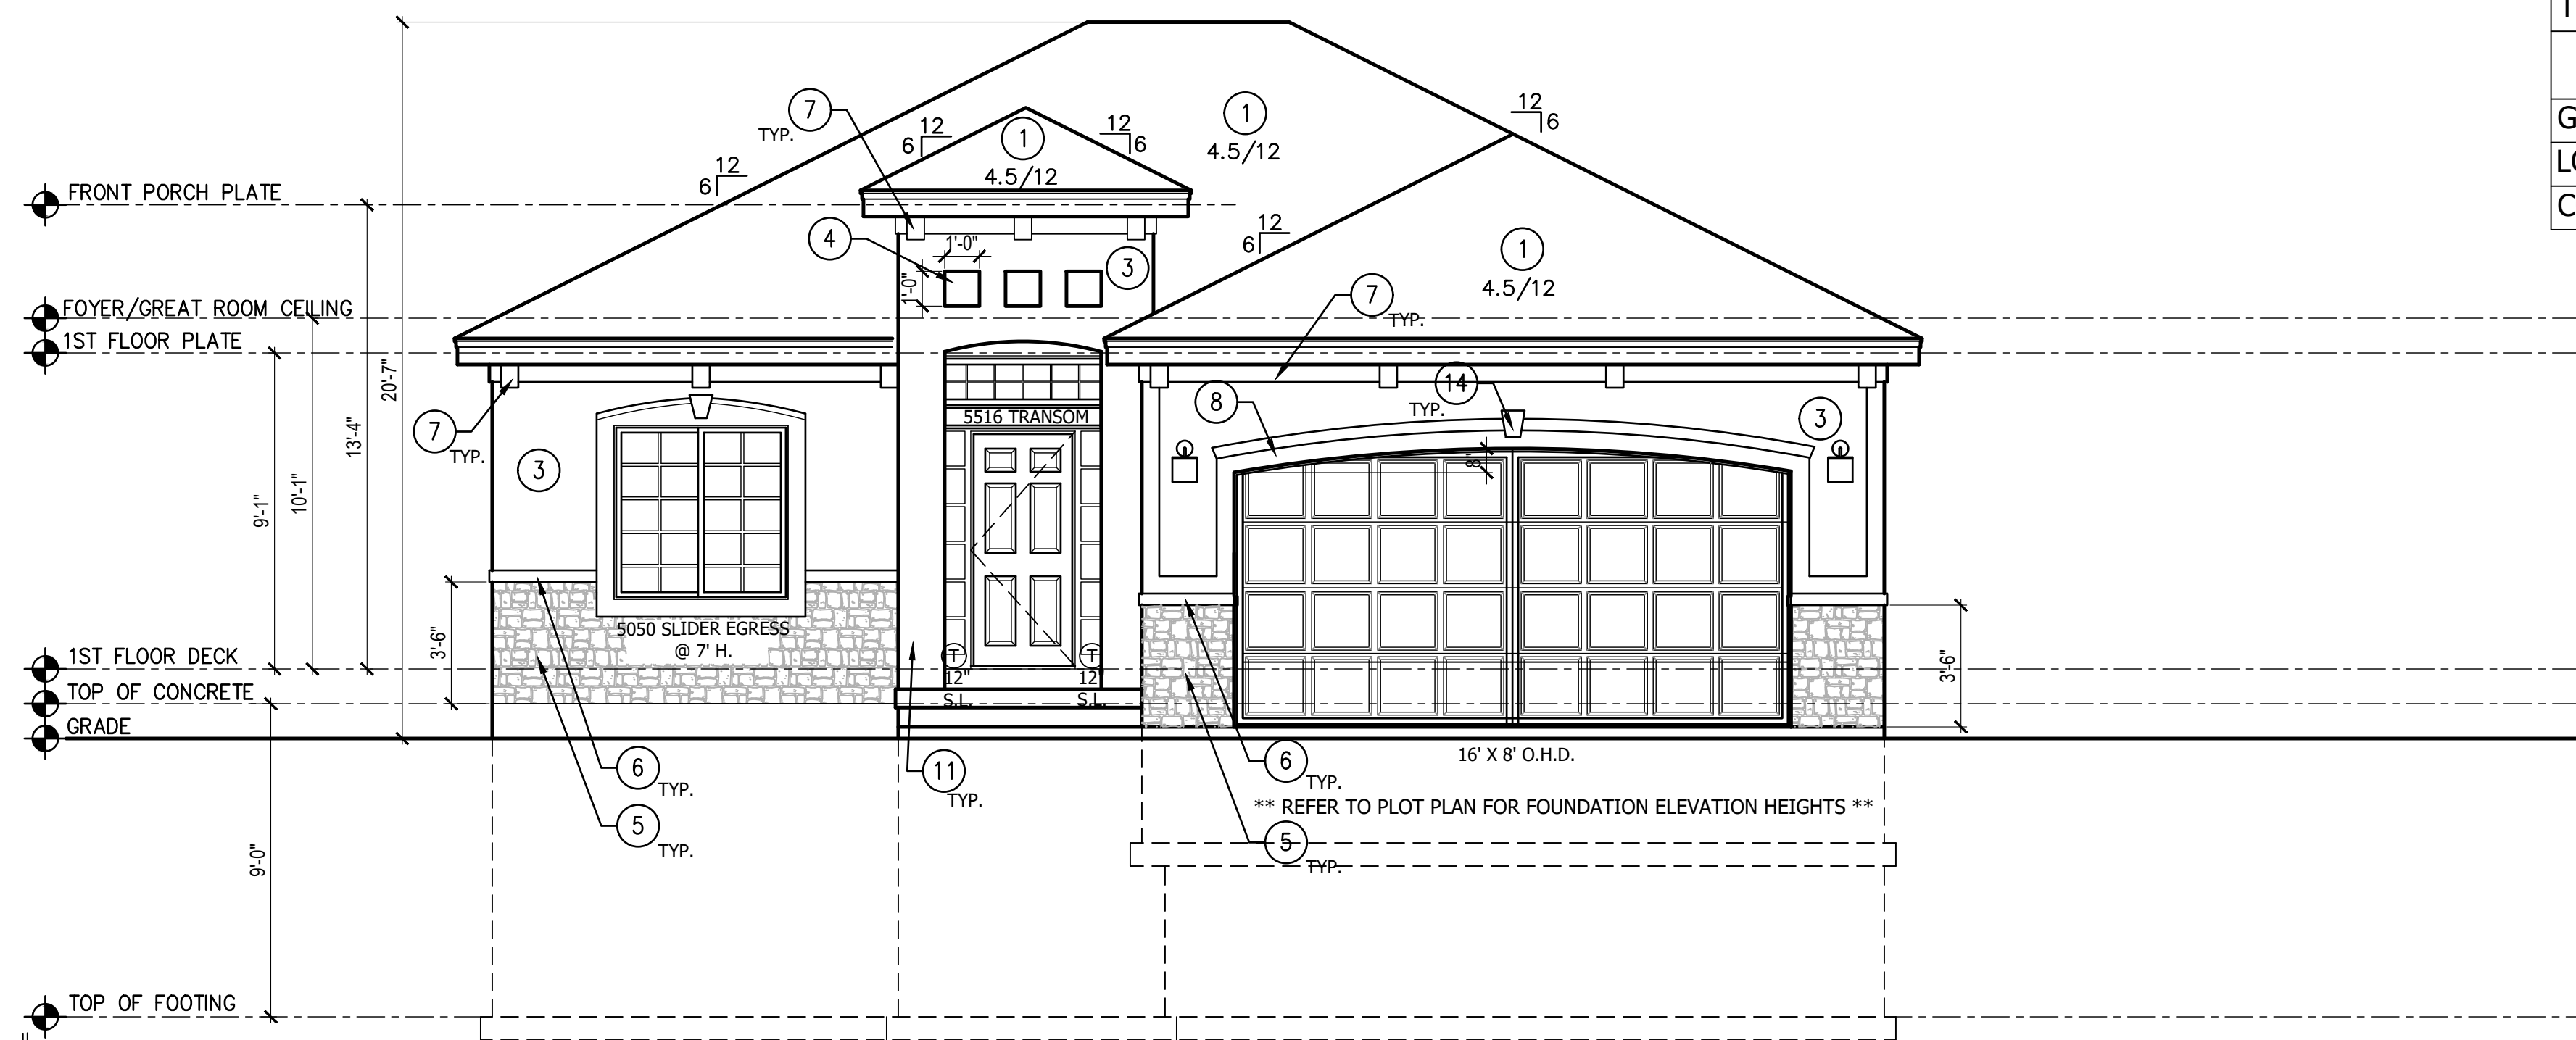 T
G
LO
C
12
6
7
TYP.
12
6
12
6
1
4.5/12
1
4.5/12
12
6
FRONT PORCH PLATE
4
1'-0"
1'-0"
3
12
6
1
4.5/12
FOYER/GREAT ROOM CEILING
1ST FLOOR PLATE
7
TYP.
20'-7"
13'-4"
10'-1"
9'-1"
7
TYP.
3
5516 TRANSOM
8
14
TYP.
3
8"
5050 SLIDER EGRESS
@ 7' H.
3'-6"
3'-6"
1ST FLOOR DECK
TOP OF CONCRETE
GRADE
T
T
12"
12"
S.L.
S.L.
16' X 8' O.H.D.
6
TYP.
11
TYP.
6
TYP.
** REFER TO PLOT PLAN FOR FOUNDATION ELEVATION HEIGHTS **
5
TYP.
5
TYP.
9'-0"
TOP OF FOOTING